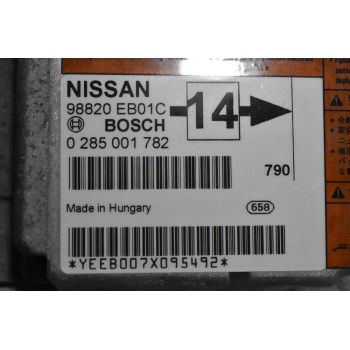 NISSAN
98820 EB01C
14
BOSCH
0 285 001 782
790
Made in Hungary
658
*YEEB007X095492*